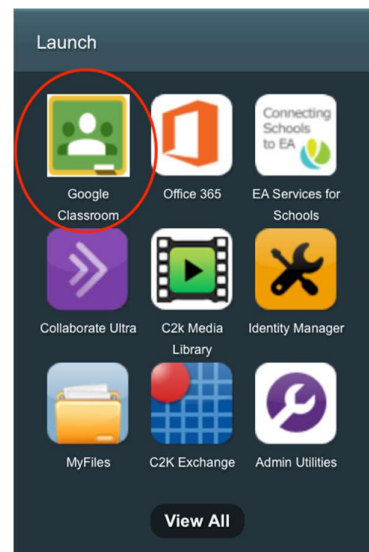 Launch
Connecting
Schools
to EA
Google
Classroom
Office 365
EA Services for
Schools
Collaborate Ultra
C2k Media
Library
Identity Manager
MyFiles
C2K Exchange
Admin Utilities
View All